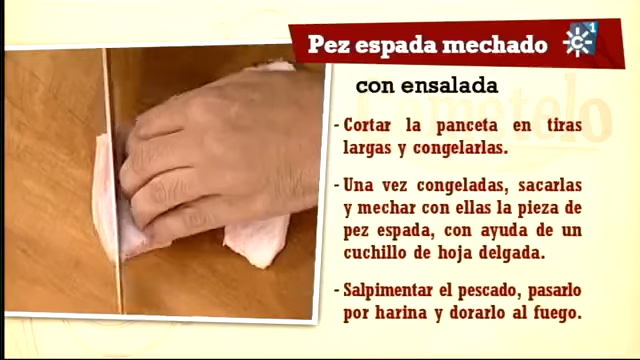 Pez espada mechado
1
con ensalada
- Cortar la panceta en tiras
largas y congelarlas.
- Una vez congeladas, sacarlas
y mechar con ellas la pieza de
pez espada, con ayuda de un
cuchillo de hoja delgada.
- Salpimentar el pescado, pasarlo
por harina y dorarlo al fuego.